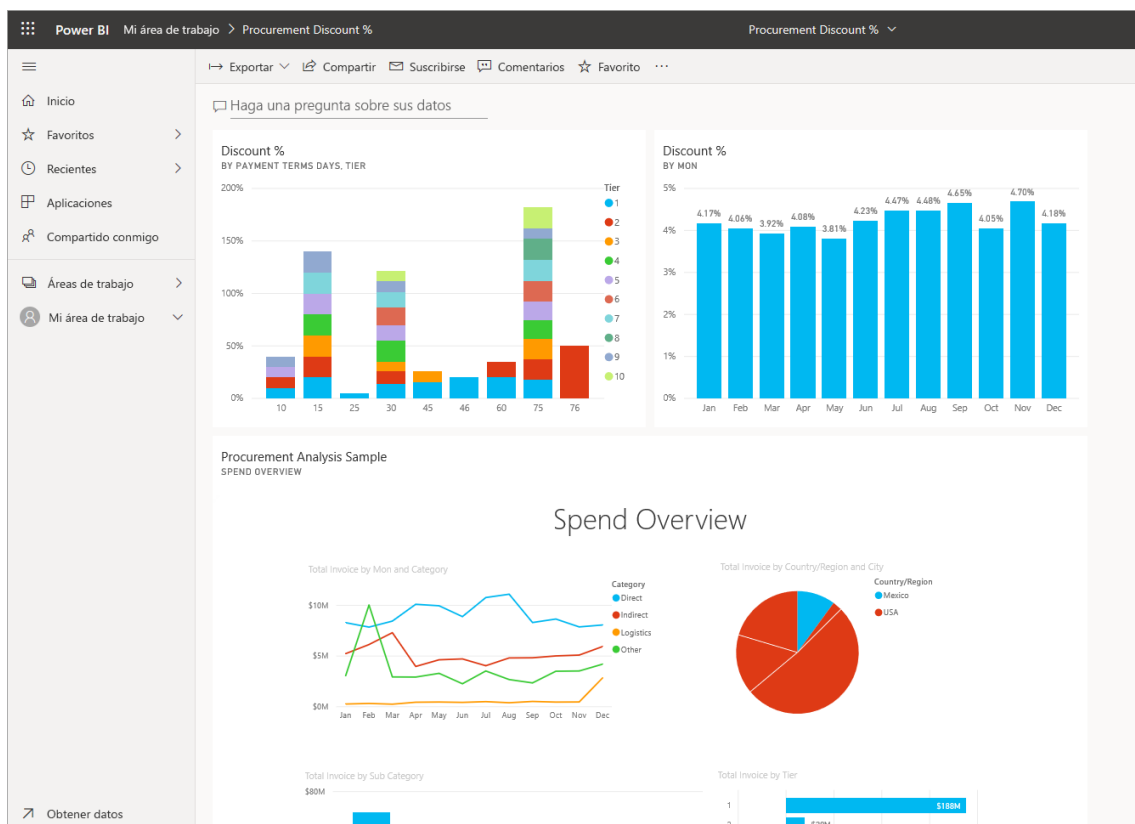 Power BI Mi área de trabajo > Procurement Discount % Procurement Discount %
Exportar Compartir Suscribirse Comentarios Favorito ...
Inicio
Favoritos
Recientes
Aplicaciones
Compartido conmigo
Áreas de trabajo
Mi área de trabajo
Obtener datos
Haga una pregunta sobre sus datos
Discount %
BY PAYMENT TERMS DAYS, TIER
200%
150%
100%
50%
0%
10 15 25 30 45 46 60 75 76
Tier
1
2
3
4
5
6
7
8
9
10
Discount %
BY MON
5%
4%
3%
2%
1%
0%
4.17% 4.06% 3.92% 4.08% 3.81% 4.23% 4.47% 4.48% 4.65% 4.05% 4.70% 4.18%
Jan Feb Mar Apr May Jun Jul Aug Sep Oct Nov Dec
Procurement Analysis Sample
SPEND OVERVIEW
Spend Overview
Total Invoice by Mon and Category
$10M
$5M
$0M
Jan Feb Mar Apr May Jun Jul Aug Sep Oct Nov Dec
Category
Direct
Indirect
Logistics
Other
Total Invoice by Country/Region and City
Country/Region
Mexico
USA
Total Invoice by Sub Category
$80M
Total Invoice by Tier
1 $188M